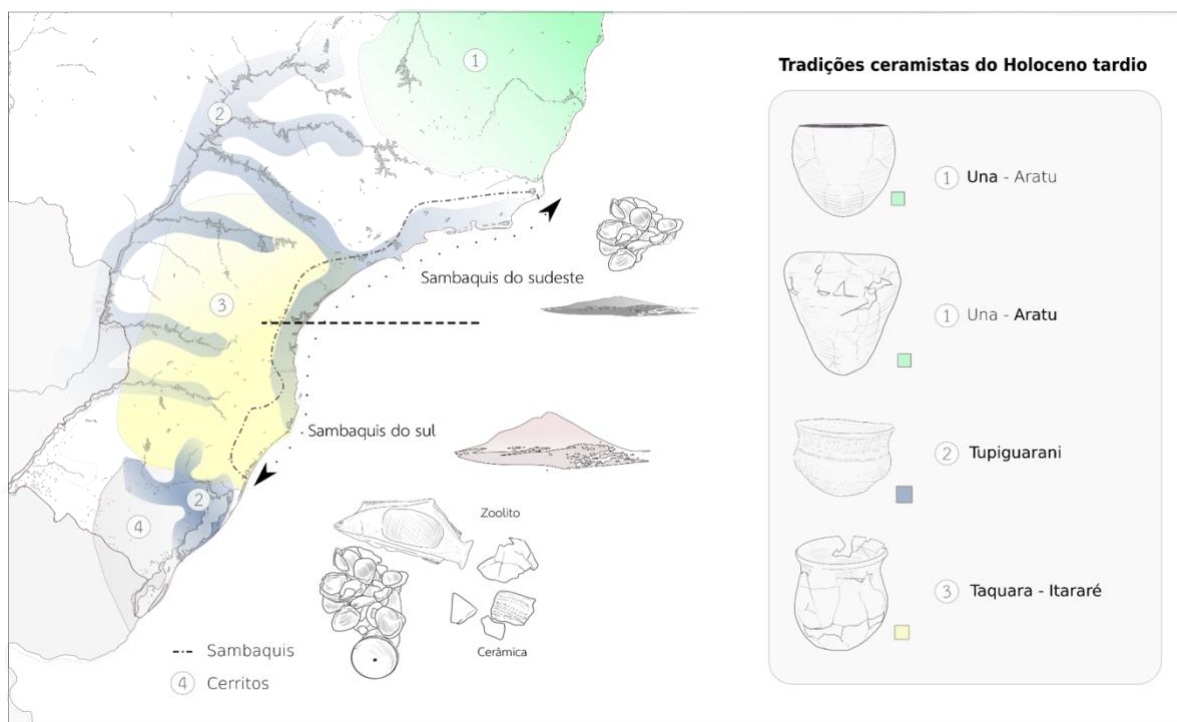 1
2
3
Sambaquis do sudeste
Sambaquis do sul
2
4
Zoolito
Cerâmica
Sambaquis
4 Cerritos
Tradições ceramistas do Holoceno tardio
1 Una - Aratu
1 Una - Aratu
2 Tupiguarani
3 Taquara - Itararé